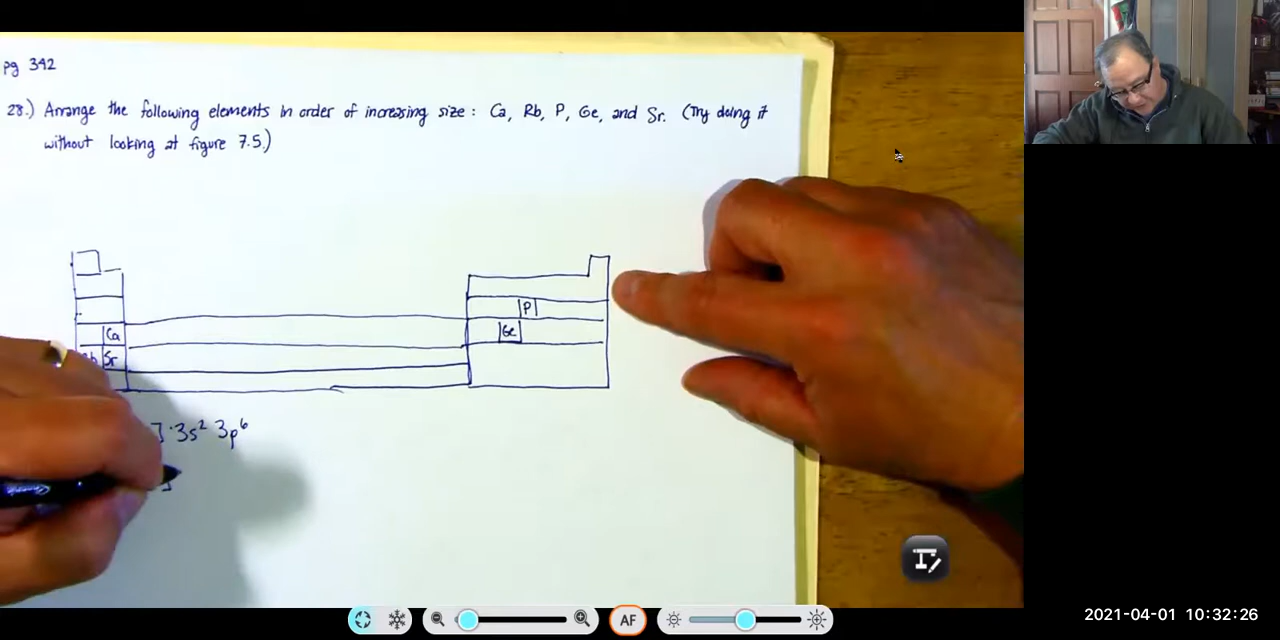 pg 342
28.) Arrange the following elements in order of increasing size : Ca, Rb, P, Ge, and Sr. (Try doing it
without looking at figure 7.5.)
P
Ca
Ge
Sr
3s² 3p⁶
AF
2021-04-01 10:32:26